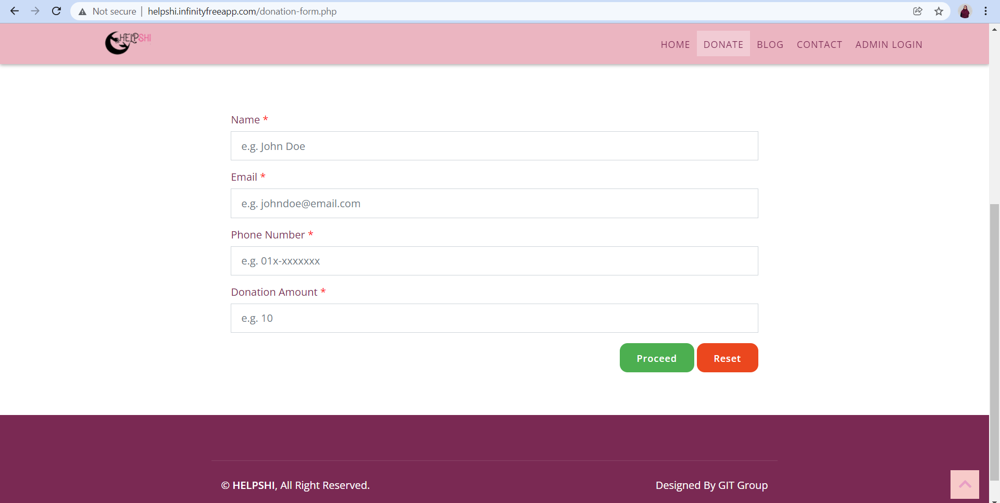 Not secure | helpshi.infinityfreeapp.com/donation-form.php
HELPSHI
HOME DONATE BLOG CONTACT ADMIN LOGIN
Name *
e.g. John Doe
Email *
e.g. johndoe@email.com
Phone Number *
e.g. 01x-xxxxxxx
Donation Amount *
e.g. 10
Proceed Reset
© HELPSHI, All Right Reserved. Designed By GIT Group